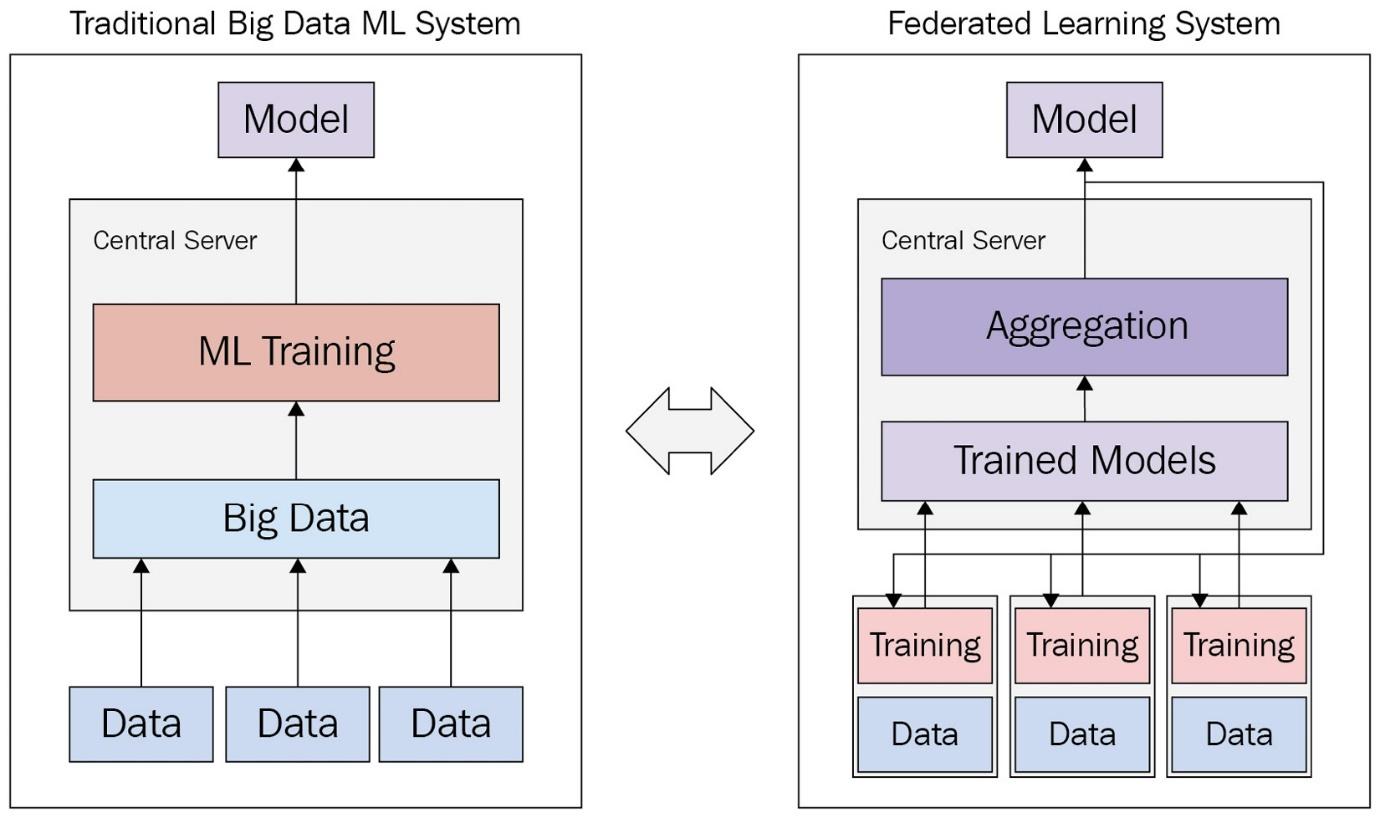 Traditional Big Data ML System
Model
Central Server
ML Training
Big Data
Data Data Data
Federated Learning System
Model
Central Server
Aggregation
Trained Models
Training Training Training
Data Data Data